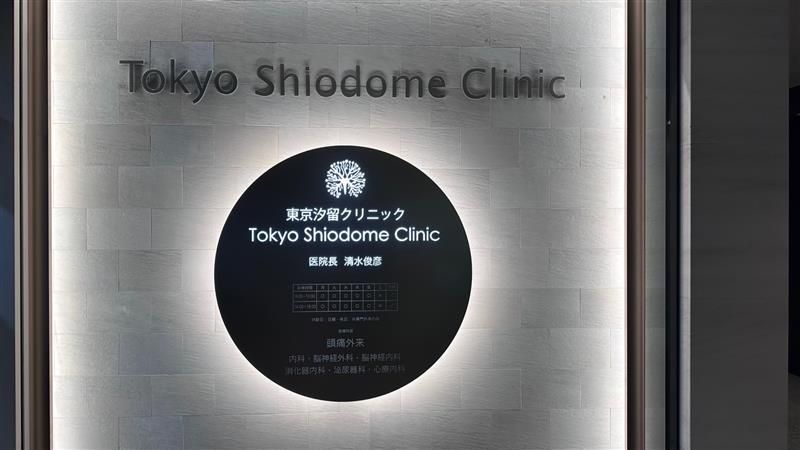 Tokyo Shiodome Clinic
東京汐留クリニック
Tokyo Shiodome Clinic
医院長 清水俊彦
頭痛外来
内科・脳神経外科・脳神経内科
消化器内科・泌尿器科・心療内科